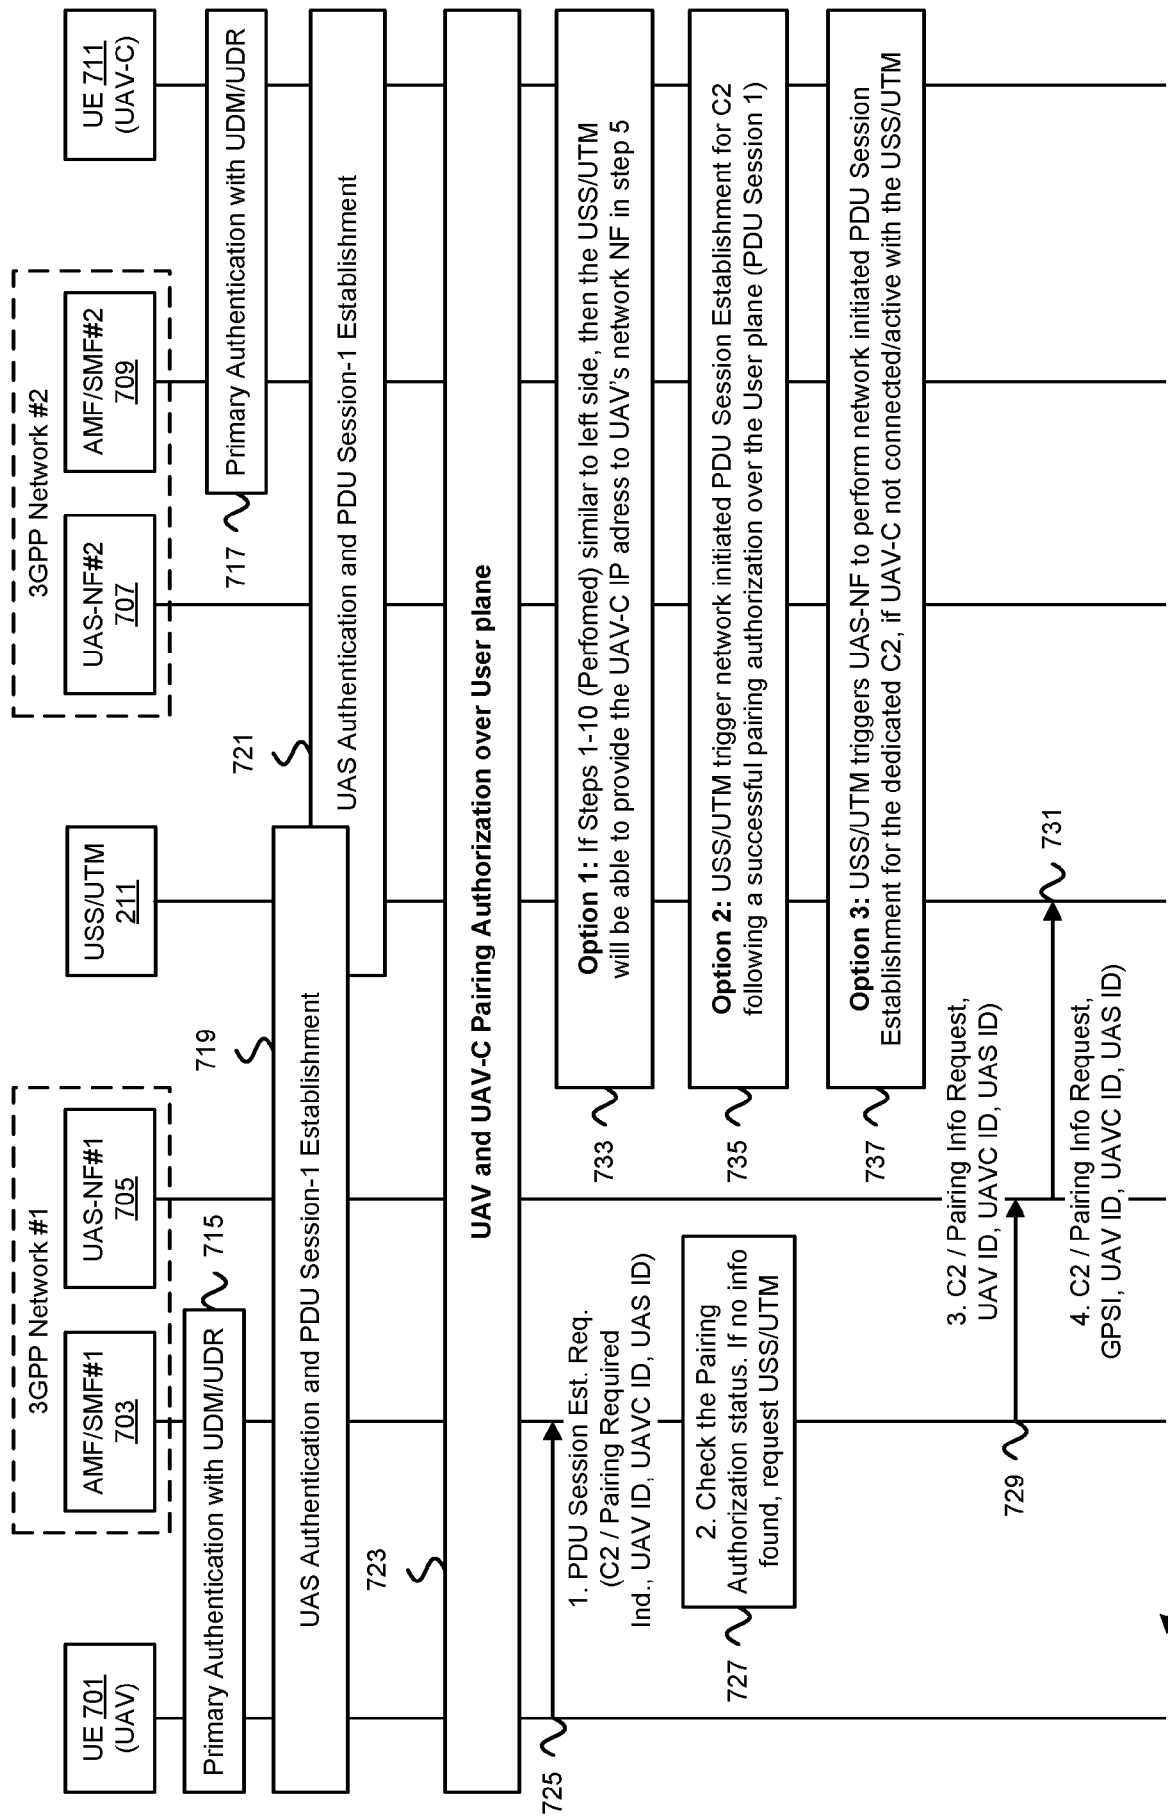 3GPP Network #1
3GPP Network #2
UE 701
(UAV)
AMF/SMF#1
703
UAS-NF#1
705
USS/UTM
211
UAS-NF#2
707
AMF/SMF#2
709
UE 711
(UAV-C)
Primary Authentication with UDM/UDR
715
717
Primary Authentication with UDM/UDR
719
UAS Authentication and PDU Session-1 Establishment
721
UAS Authentication and PDU Session-1 Establishment
723
UAV and UAV-C Pairing Authorization over User plane
725
1. PDU Session Est. Req.
(C2 / Pairing Required
Ind., UAV ID, UAVC ID, UAS ID)
733
Option 1: If Steps 1-10 (Perfomed) similar to left side, then the USS/UTM
will be able to provide the UAV-C IP adress to UAV's network NF in step 5
727
2. Check the Pairing
Authorization status. If no info
found, request USS/UTM
735
Option 2: USS/UTM trigger network initiated PDU Session Establishment for C2
following a successful pairing authorization over the User plane (PDU Session 1)
737
Option 3: USS/UTM triggers UAS-NF to perform network initiated PDU Session
Establishment for the dedicated C2, if UAV-C not connected/active with the USS/UTM
3. C2 / Pairing Info Request,
UAV ID, UAVC ID, UAS ID)
729
731
4. C2 / Pairing Info Request,
GPSI, UAV ID, UAVC ID, UAS ID)